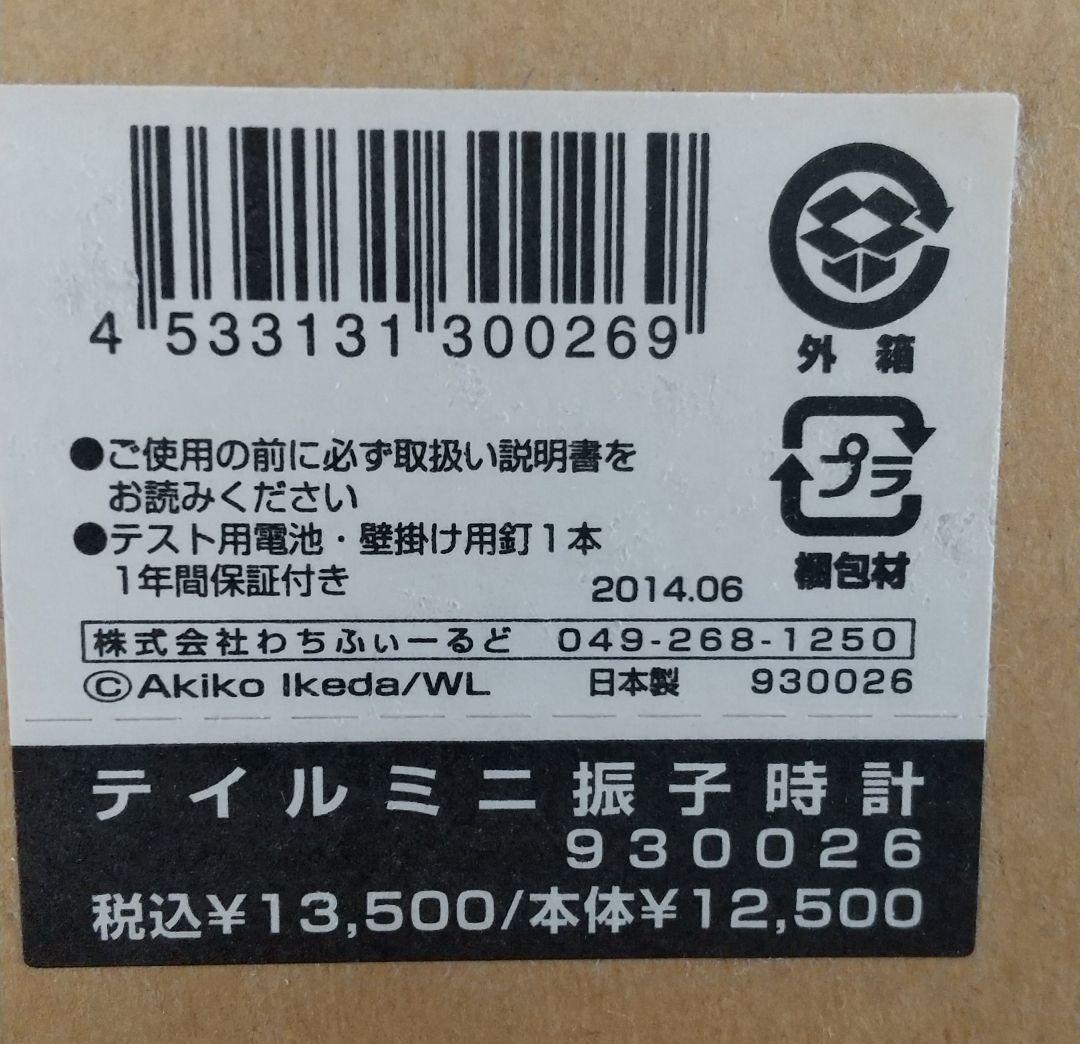 4 533131 300269
外箱
●ご使用の前に必ず取扱い説明書を
お読みください
プラ
梱包材
●テスト用電池・壁掛け用釘1本
1年間保証付き
2014.06
株式会社わちふぃーるど 049-268-1250
©Akiko Ikeda/WL 日本製 930026
テイルミニ振子時計
930026
税込¥13,500/本体¥12,500